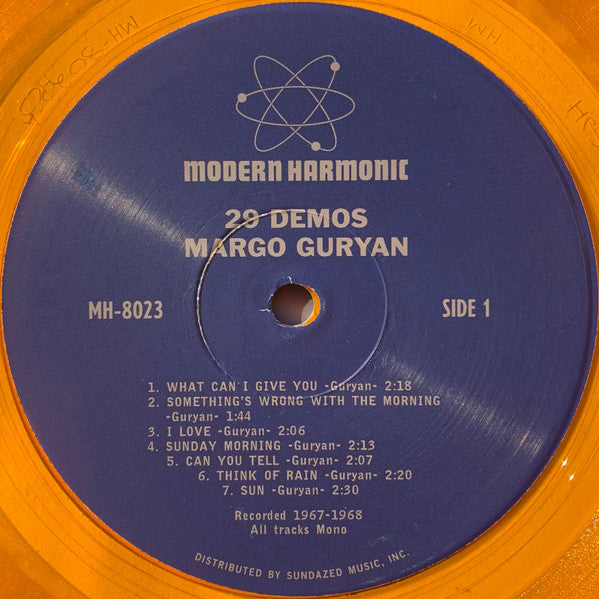 MODERN HARMONIC
29 DEMOS
MARGO GURYAN
MH-8023
SIDE 1
1. WHAT CAN I GIVE YOU -Guryan- 2:18
2. SOMETHING'S WRONG WITH THE MORNING
-Guryan- 1:44
3. I LOVE -Guryan- 2:06
4. SUNDAY MORNING -Guryan- 2:13
5. CAN YOU TELL -Guryan- 2:07
6. THINK OF RAIN -Guryan- 2:20
7. SUN -Guryan- 2:30
Recorded 1967-1968
All tracks Mono
DISTRIBUTED BY SUNDAZED MUSIC, INC.